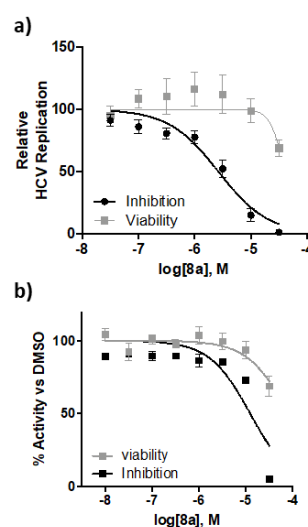 a)
Relative
HCV Replication
150
100
50
0
Inhibition
Viability
-8
-7
-6
-5
-4
log[8a], M
b)
% Activity vs DMSO
100
50
0
viability
Inhibition
-8
-7
-6
-5
-4
log[8a], M